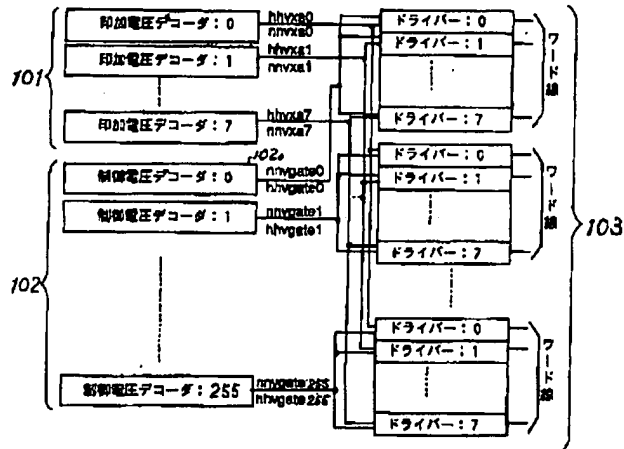 101
印加電圧デコーダ：0
印加電圧デコーダ：1
印加電圧デコーダ：7
hhvxa0
nnvxa0
hhvxa1
nnvxa1
hhvxa7
nnvxa7
102
102a
制御電圧デコーダ：0
制御電圧デコーダ：1
制御電圧デコーダ：255
nnvgate0
hhvgate0
nnvgate1
hhvgate1
nnvgate255
hhvgate255
ドライバー：0
ドライバー：1
ドライバー：7
ワード線
ドライバー：0
ドライバー：1
ドライバー：7
ワード線
ドライバー：0
ドライバー：1
ドライバー：7
ワード線
103